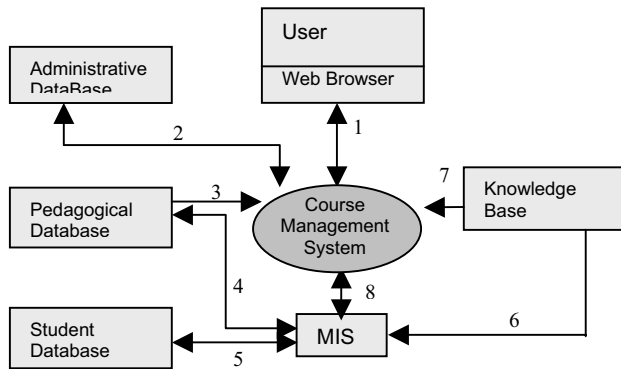 User
Web Browser
Administrative
DataBase
1
2
3
7
Pedagogical
Database
Course
Management
System
Knowledge
Base
4
8
6
Student
Database
5
MIS